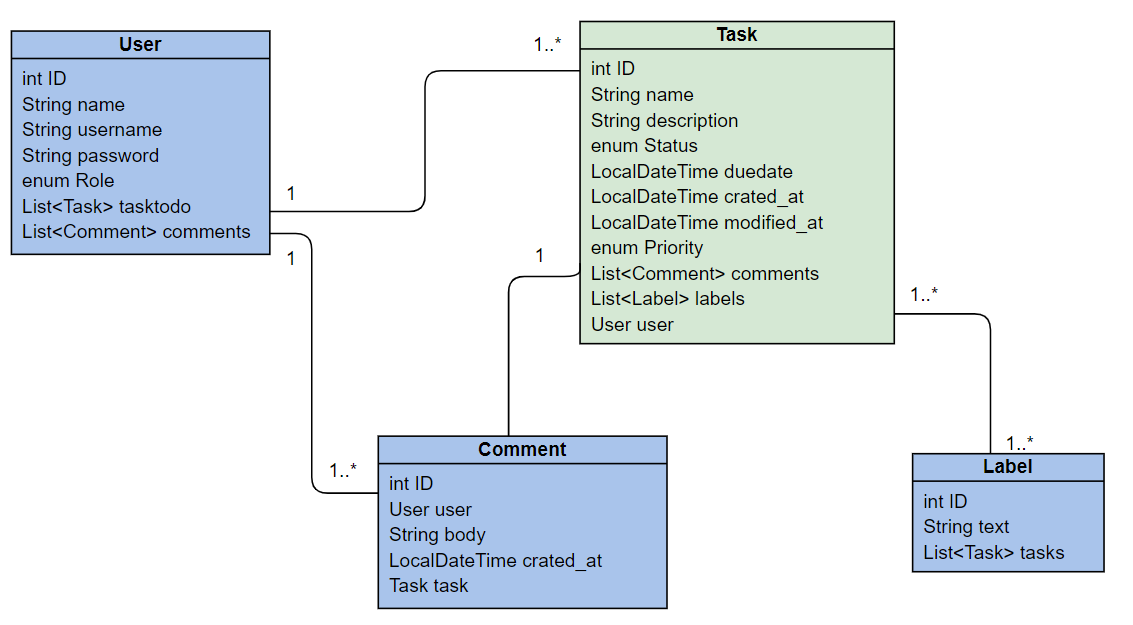 User
int ID
String name
String username
String password
enum Role
List<Task> tasktodo
List<Comment> comments
1
1
1..*
Task
int ID
String name
String description
enum Status
LocalDateTime duedate
LocalDateTime crated_at
LocalDateTime modified_at
enum Priority
List<Comment> comments
List<Label> labels
User user
1
1..*
1..*
Comment
int ID
User user
String body
LocalDateTime crated_at
Task task
1..*
Label
int ID
String text
List<Task> tasks